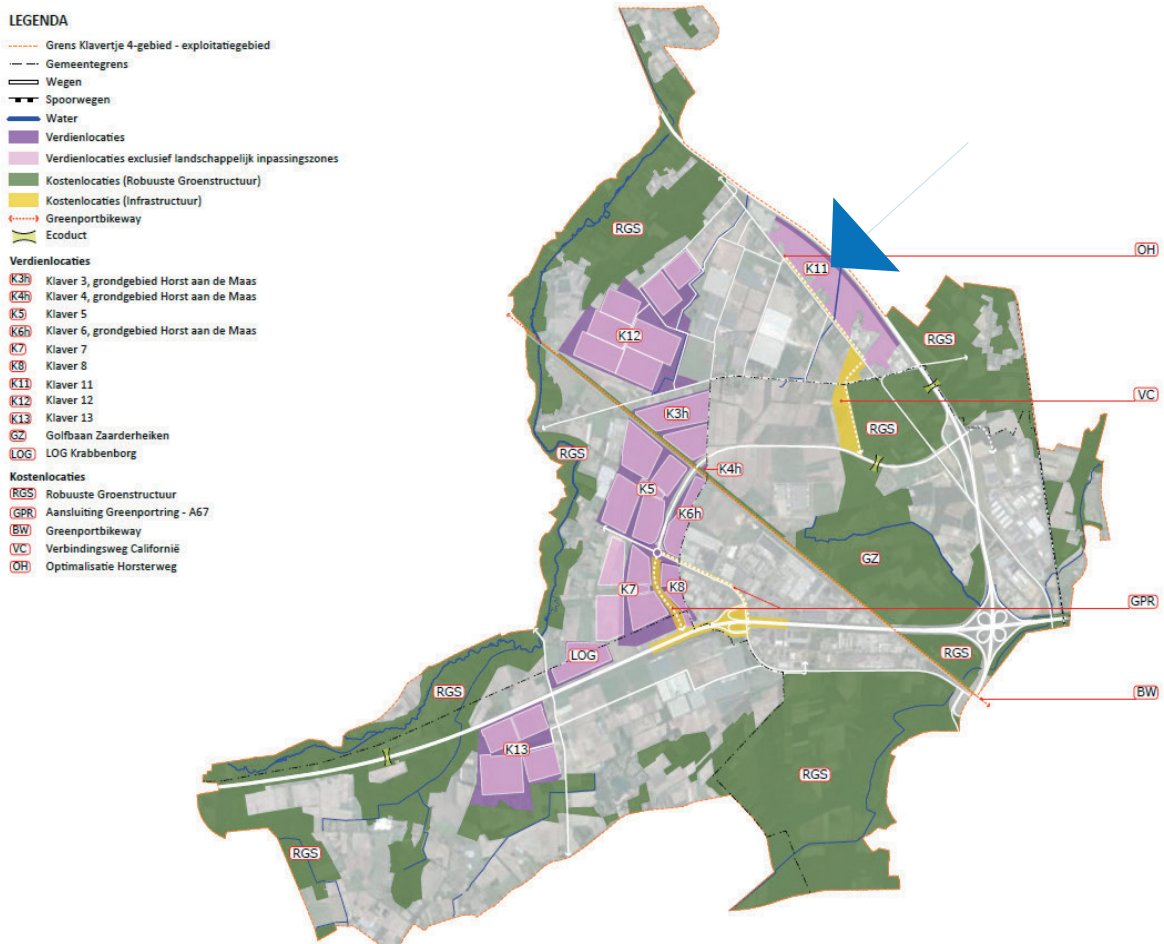 LEGENDA
Grens Klavertje 4-gebied - exploitatiegebied
Gemeentegrens
Wegen
Spoorwegen
Water
Verdienlocaties
Verdienlocaties exclusief landschappelijk inpassingszones
Kostenlocaties (Robuuste Groenstructuur)
Kostenlocaties (Infrastructuur)
Greenportbikeway
Ecoduct
Verdienlocaties
K3h Klaver 3, grondgebied Horst aan de Maas
K4h Klaver 4, grondgebied Horst aan de Maas
K5 Klaver 5
K6h Klaver 6, grondgebied Horst aan de Maas
K7 Klaver 7
K8 Klaver 8
K11 Klaver 11
K12 Klaver 12
K13 Klaver 13
GZ Golfbaan Zaarderheiken
LOG LOG Krabbenborg
Kostenlocaties
RGS Robuuste Groenstructuur
GPR Aansluiting Greenportring - A67
BW Greenportbikeway
VC Verbindingsweg Californië
OH Optimalisatie Horsterweg
RGS
OH
K11
K12
RGS
VC
K3h
RGS
RGS
K4h
K5
K6h
GZ
K7
K8
GPR
LOG
RGS
RGS
BW
K13
RGS
RGS